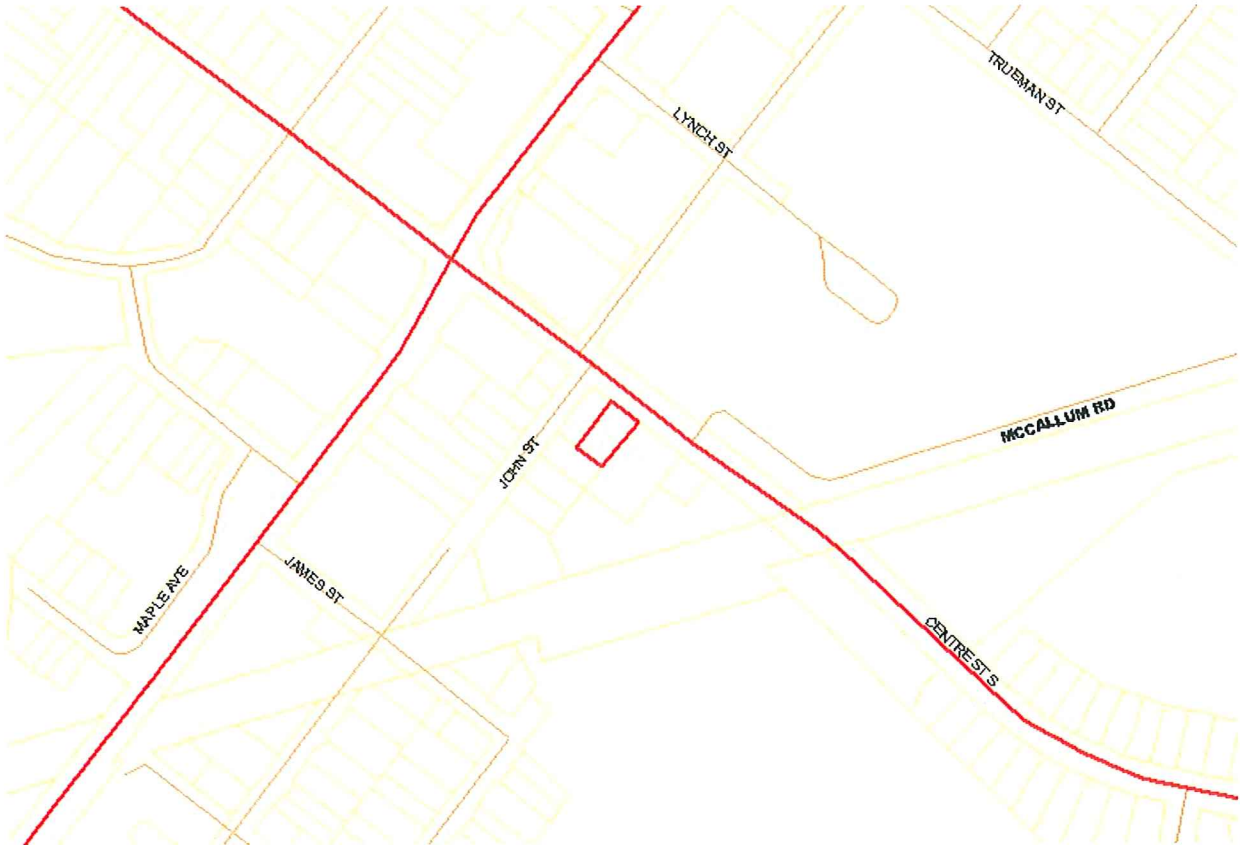 TRUEMAN ST
LYNCH ST
MCCALLUM RD
JOHN ST
JAMES ST
MAPLE AVE
CENTRE ST S